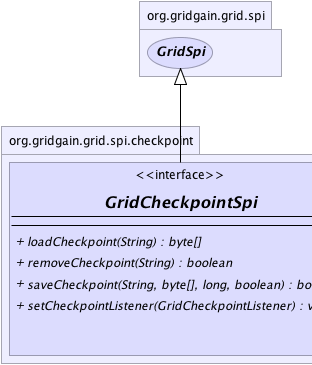 org.gridgain.grid.spi
GridSpi
org.gridgain.grid.spi.checkpoint
<<interface>>
GridCheckpointSpi
+ loadCheckpoint(String) : byte[]
+ removeCheckpoint(String) : boolean
+ saveCheckpoint(String, byte[], long, boolean) : bo
+ setCheckpointListener(GridCheckpointListener) : v